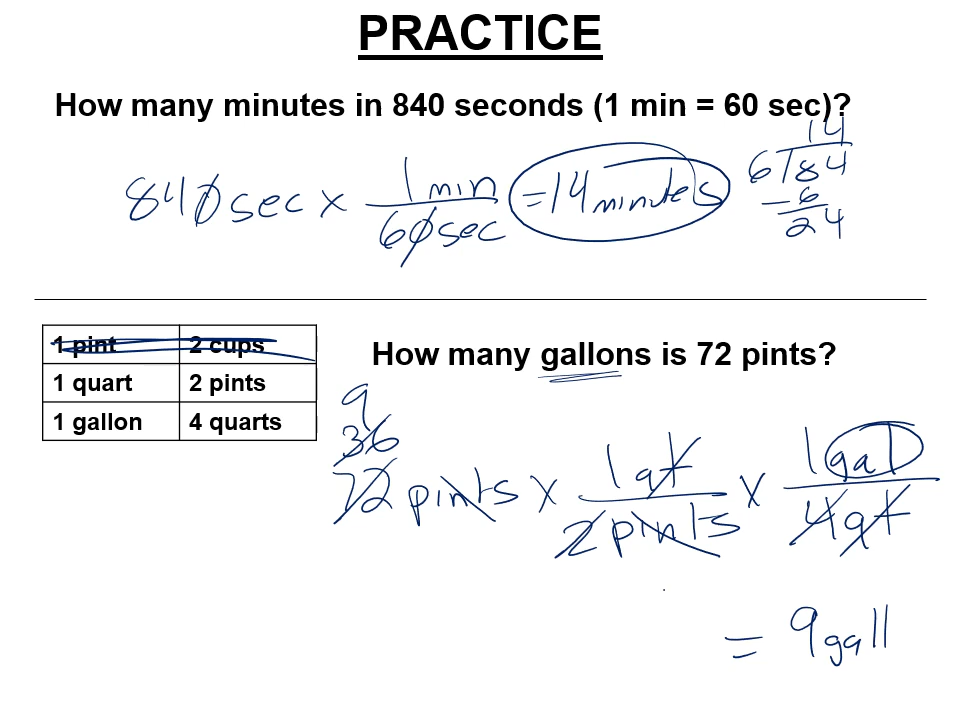 PRACTICE
How many minutes in 840 seconds (1 min = 60 sec)?
840 sec x 1 min / 60 sec = 14 minutes
14
6 84
- 6
24
1 pint 2 cups
1 quart 2 pints
1 gallon 4 quarts
How many gallons is 72 pints?
9
36
72 pints x 1 qt / 2 pints x 1 gal / 4 qt
= 9 gall